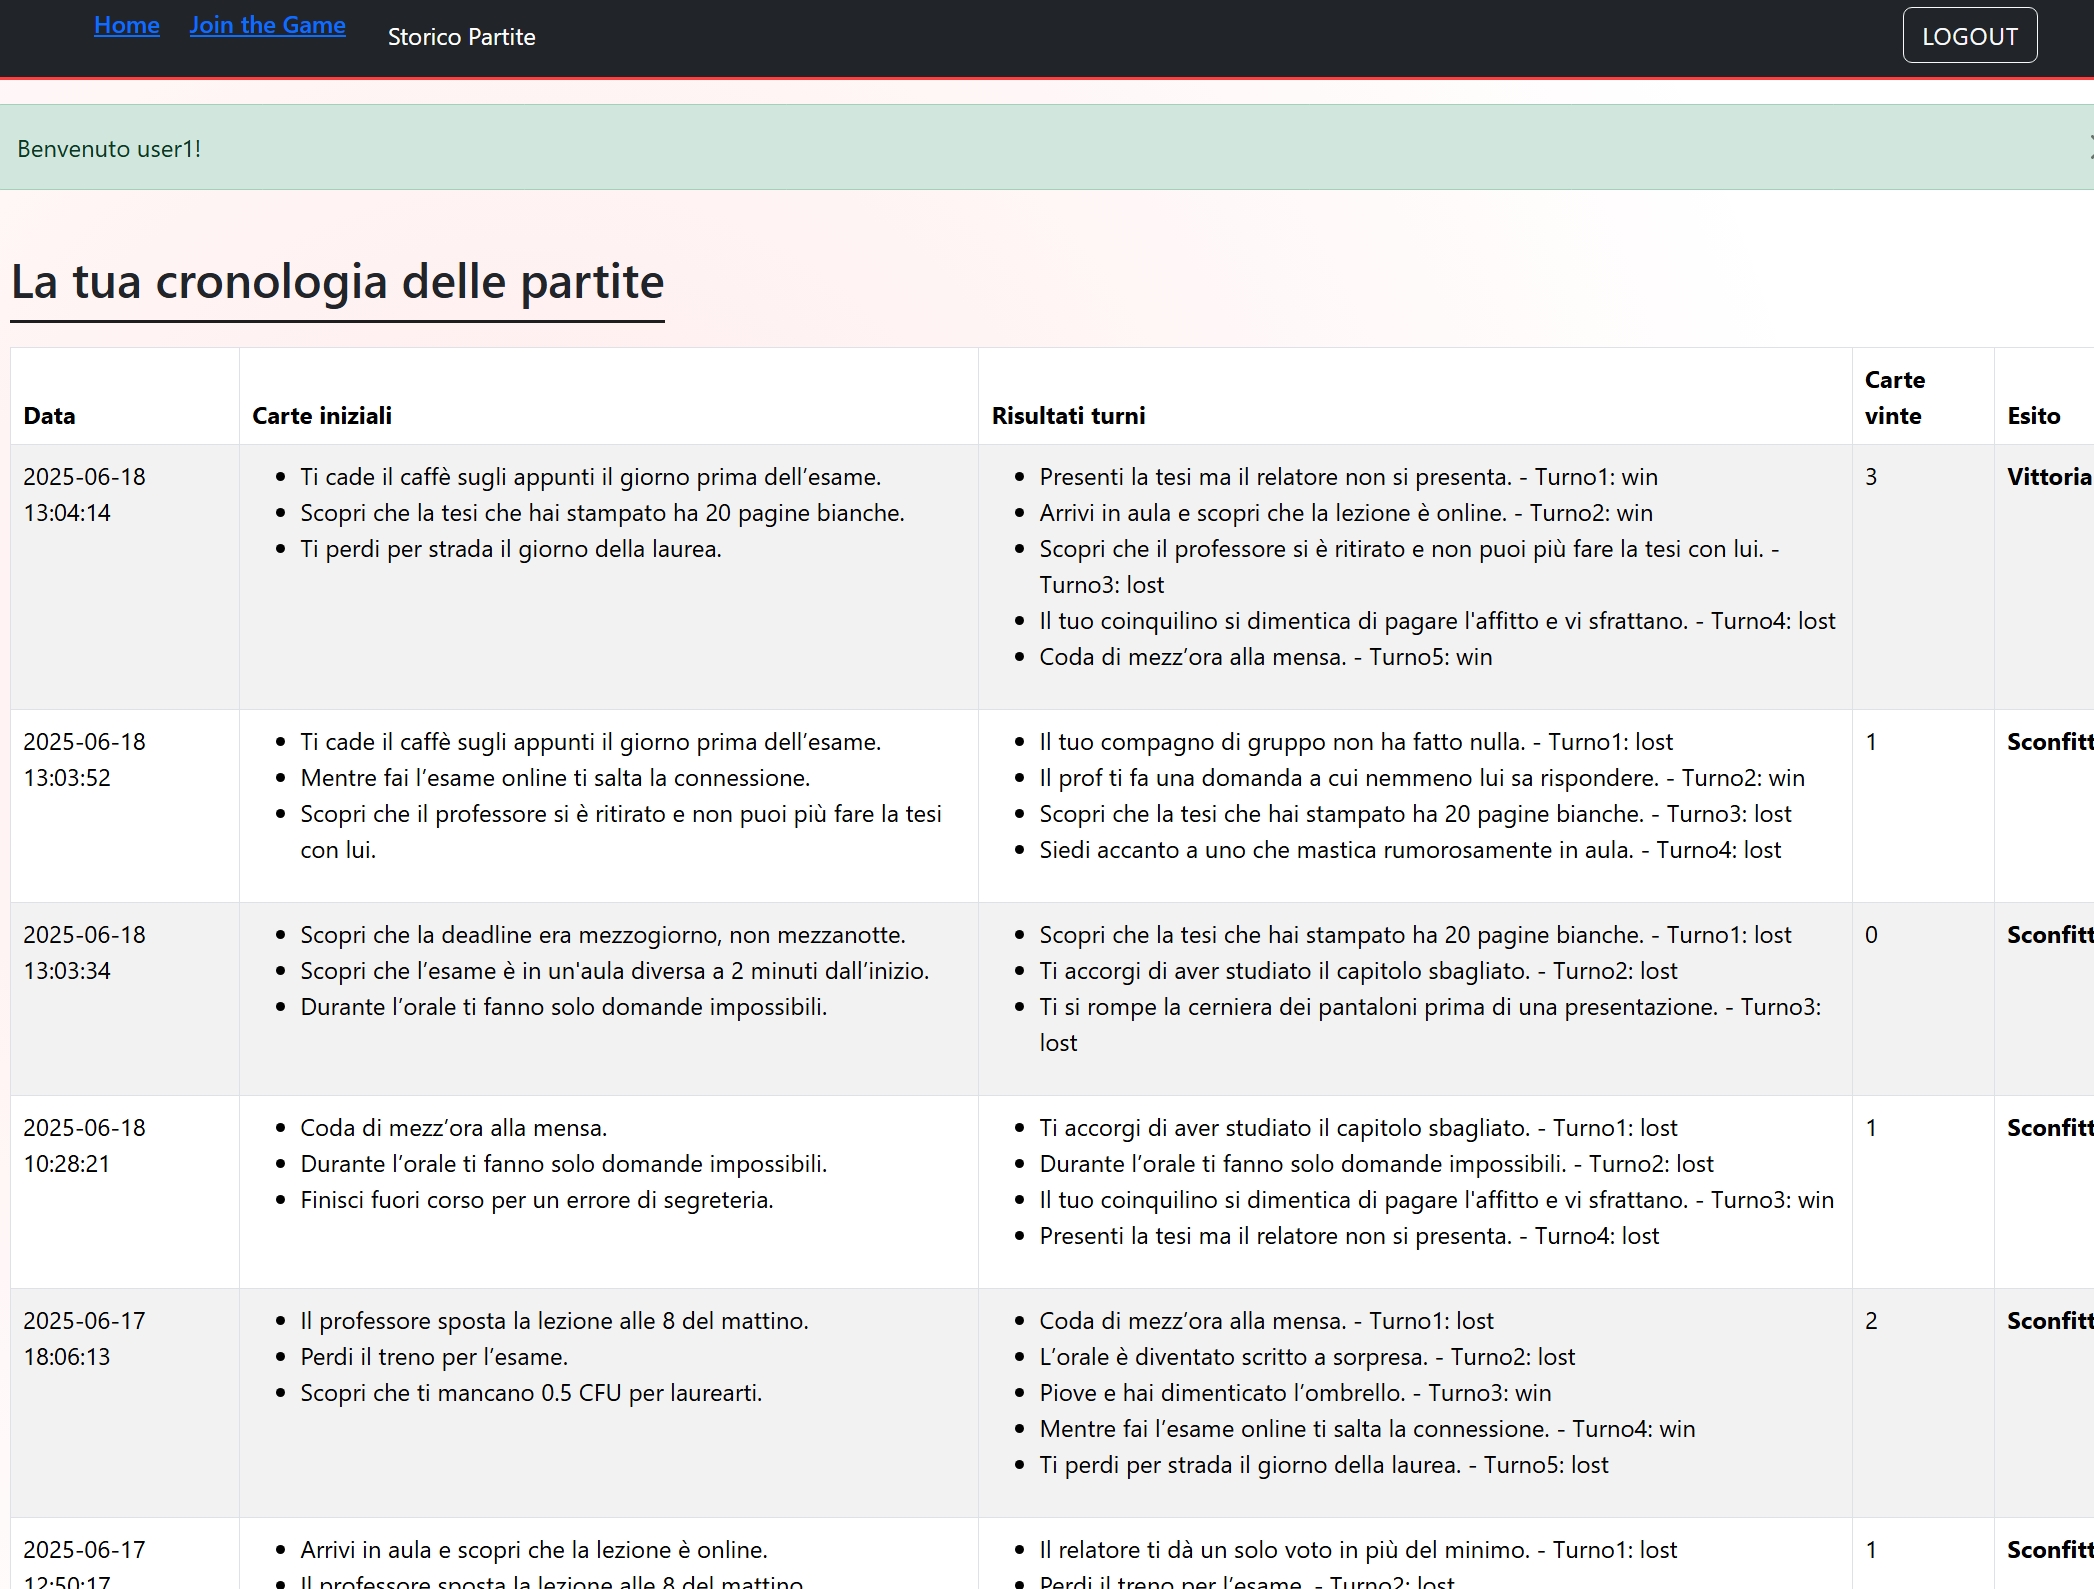 Home Join the Game Storico Partite LOGOUT
Benvenuto user1!
La tua cronologia delle partite
Data Carte iniziali Risultati turni Carte vinte Esito
2025-06-18
13:04:14
Ti cade il caffè sugli appunti il giorno prima dell’esame.
Scopri che la tesi che hai stampato ha 20 pagine bianche.
Ti perdi per strada il giorno della laurea.
Presenti la tesi ma il relatore non si presenta. - Turno1: win
Arrivi in aula e scopri che la lezione è online. - Turno2: win
Scopri che il professore si è ritirato e non puoi più fare la tesi con lui. -
Turno3: lost
Il tuo coinquilino si dimentica di pagare l'affitto e vi sfrattano. - Turno4: lost
Coda di mezz’ora alla mensa. - Turno5: win
3
Vittoria
2025-06-18
13:03:52
Ti cade il caffè sugli appunti il giorno prima dell’esame.
Mentre fai l’esame online ti salta la connessione.
Scopri che il professore si è ritirato e non puoi più fare la tesi
con lui.
Il tuo compagno di gruppo non ha fatto nulla. - Turno1: lost
Il prof ti fa una domanda a cui nemmeno lui sa rispondere. - Turno2: win
Scopri che la tesi che hai stampato ha 20 pagine bianche. - Turno3: lost
Siedi accanto a uno che mastica rumorosamente in aula. - Turno4: lost
1
Sconfitt
2025-06-18
13:03:34
Scopri che la deadline era mezzogiorno, non mezzanotte.
Scopri che l’esame è in un'aula diversa a 2 minuti dall’inizio.
Durante l’orale ti fanno solo domande impossibili.
Scopri che la tesi che hai stampato ha 20 pagine bianche. - Turno1: lost
Ti accorgi di aver studiato il capitolo sbagliato. - Turno2: lost
Ti si rompe la cerniera dei pantaloni prima di una presentazione. - Turno3:
lost
0
Sconfitt
2025-06-18
10:28:21
Coda di mezz’ora alla mensa.
Durante l’orale ti fanno solo domande impossibili.
Finisci fuori corso per un errore di segreteria.
Ti accorgi di aver studiato il capitolo sbagliato. - Turno1: lost
Durante l’orale ti fanno solo domande impossibili. - Turno2: lost
Il tuo coinquilino si dimentica di pagare l'affitto e vi sfrattano. - Turno3: win
Presenti la tesi ma il relatore non si presenta. - Turno4: lost
1
Sconfitt
2025-06-17
18:06:13
Il professore sposta la lezione alle 8 del mattino.
Perdi il treno per l’esame.
Scopri che ti mancano 0.5 CFU per laurearti.
Coda di mezz’ora alla mensa. - Turno1: lost
L’orale è diventato scritto a sorpresa. - Turno2: lost
Piove e hai dimenticato l’ombrello. - Turno3: win
Mentre fai l’esame online ti salta la connessione. - Turno4: win
Ti perdi per strada il giorno della laurea. - Turno5: lost
2
Sconfitt
2025-06-17
12:50:17
Arrivi in aula e scopri che la lezione è online.
Il professore sposta la lezione alle 8 del mattino
Il relatore ti dà un solo voto in più del minimo. - Turno1: lost
Perdi il treno per l’esame. - Turno2: lost
1
Sconfitt